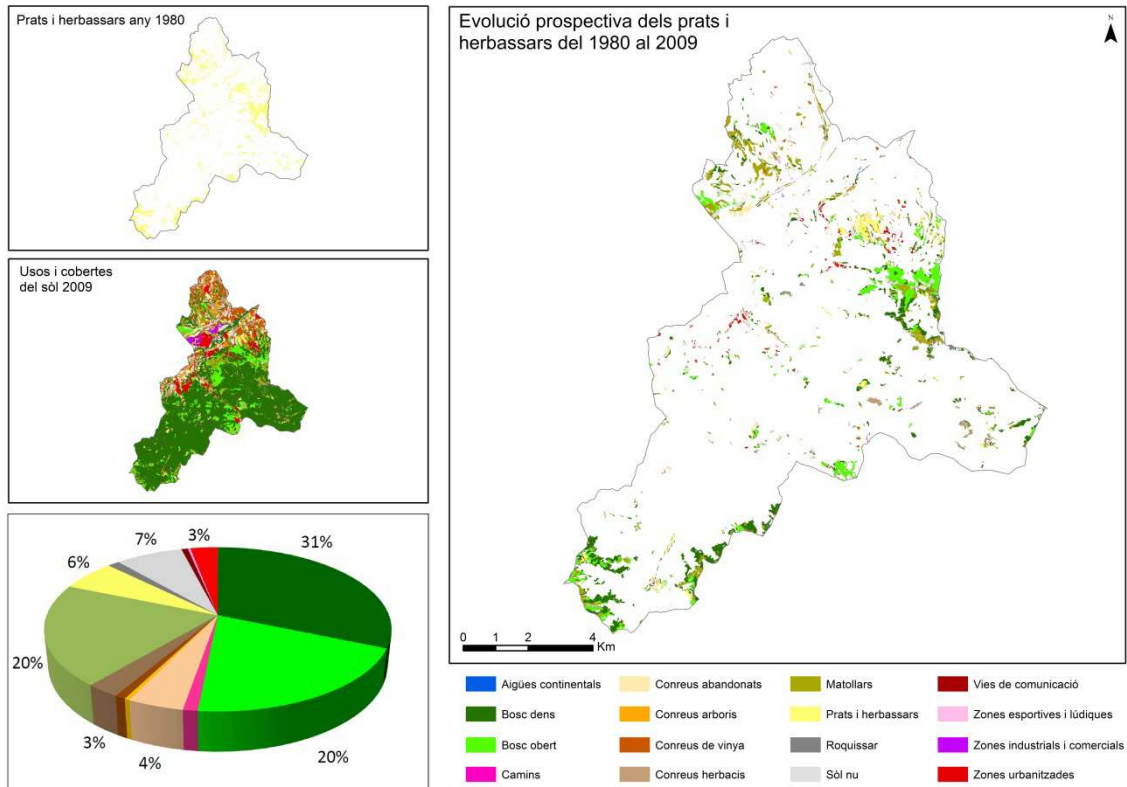 Prats i herbassars any 1980
Usos i cobertes
del sòl 2009
7%
3%
31%
6%
20%
3%
4%
20%
Evolució prospectiva dels prats i
herbassars del 1980 al 2009
N
0 1 2 4
Km
Aigües continentals
Bosc dens
Bosc obert
Camins
Conreus abandonats
Conreus arboris
Conreus de vinya
Conreus herbacis
Matollars
Prats i herbassars
Roquissar
Sòl nu
Vies de comunicació
Zones esportives i lúdiques
Zones industrials i comercials
Zones urbanitzades